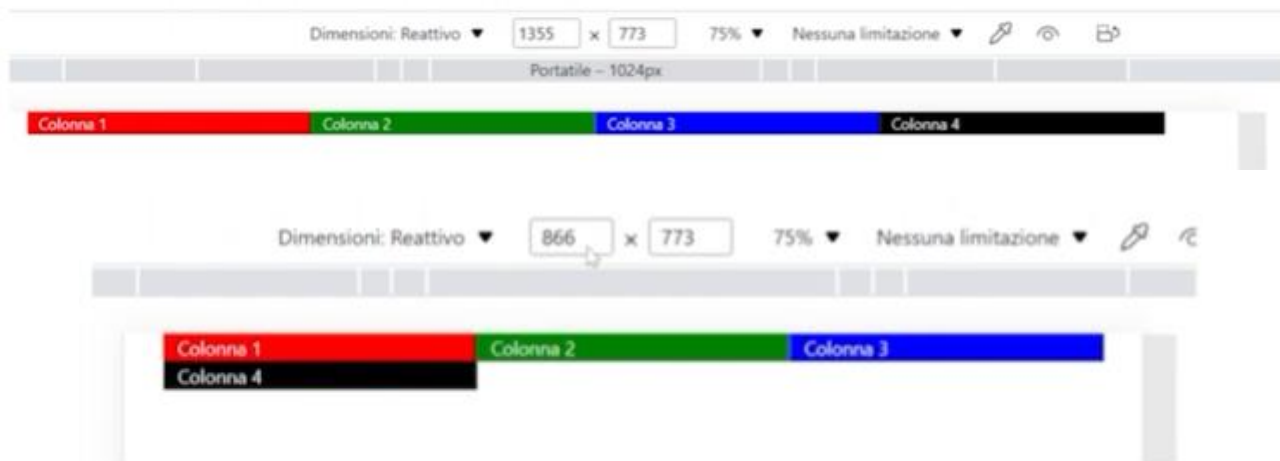 Dimensioni: Reattivo ▼ 1355 × 773 75% ▼ Nessuna limitazione ▼
Portatile – 1024px
Colonna 1 Colonna 2 Colonna 3 Colonna 4
Dimensioni: Reattivo ▼ 866 × 773 75% ▼ Nessuna limitazione ▼
Colonna 1 Colonna 2 Colonna 3
Colonna 4